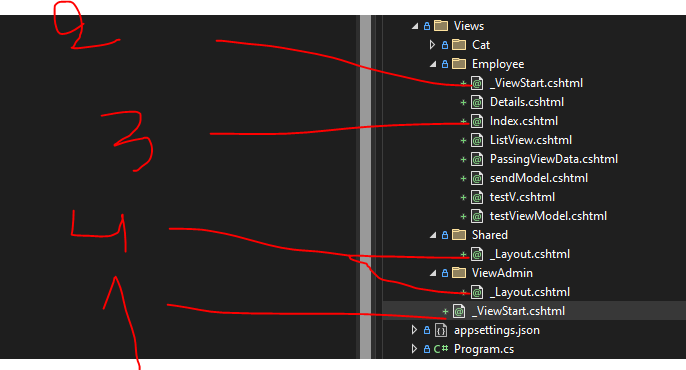 Views
Cat
2
Employee
_ViewStart.cshtml
Details.cshtml
3
Index.cshtml
ListView.cshtml
PassingViewData.cshtml
sendModel.cshtml
testV.cshtml
testViewModel.cshtml
4
Shared
_Layout.cshtml
ViewAdmin
_Layout.cshtml
1
_ViewStart.cshtml
appsettings.json
C# Program.cs